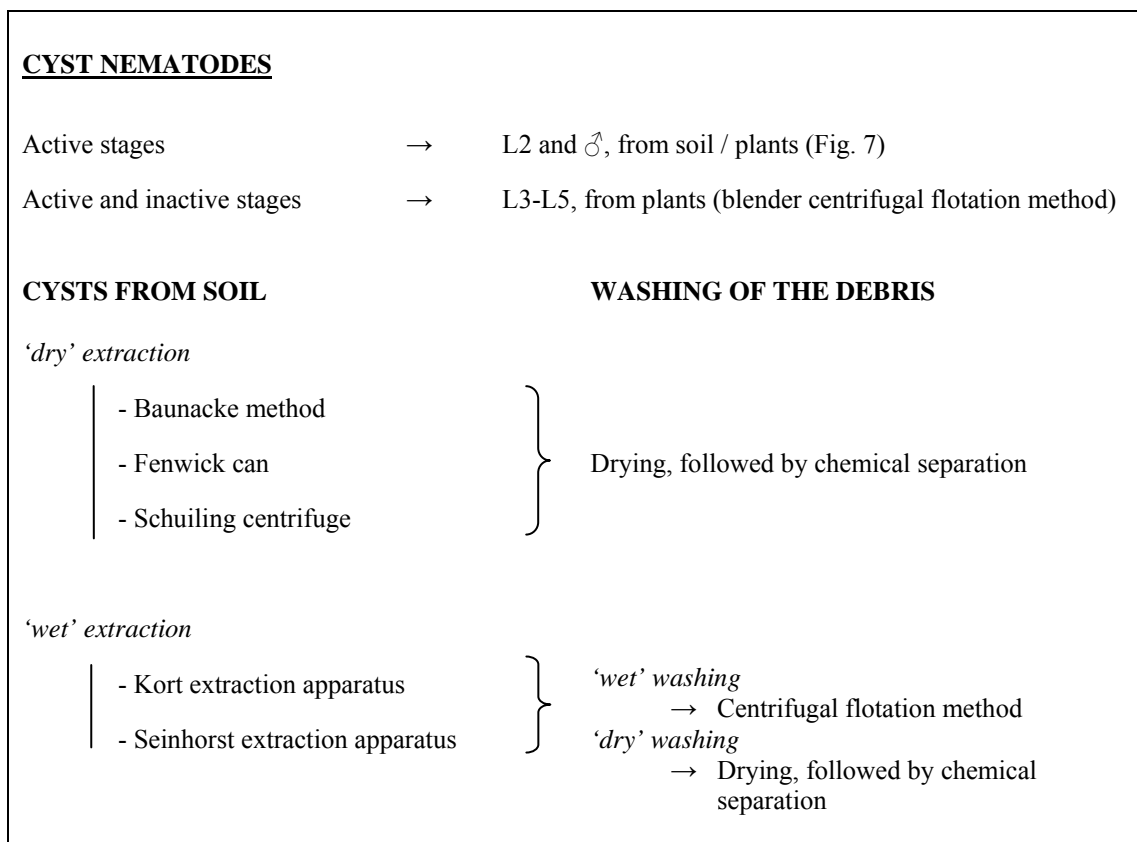 CYST NEMATODES
Active stages → L2 and ♂, from soil / plants (Fig. 7)
Active and inactive stages → L3-L5, from plants (blender centrifugal flotation method)
CYSTS FROM SOIL WASHING OF THE DEBRIS
‘dry’ extraction
- Baunacke method
- Fenwick can
Drying, followed by chemical separation
- Schuiling centrifuge
‘wet’ extraction
- Kort extraction apparatus
- Seinhorst extraction apparatus
‘wet’ washing
→ Centrifugal flotation method
‘dry’ washing
→ Drying, followed by chemical
separation